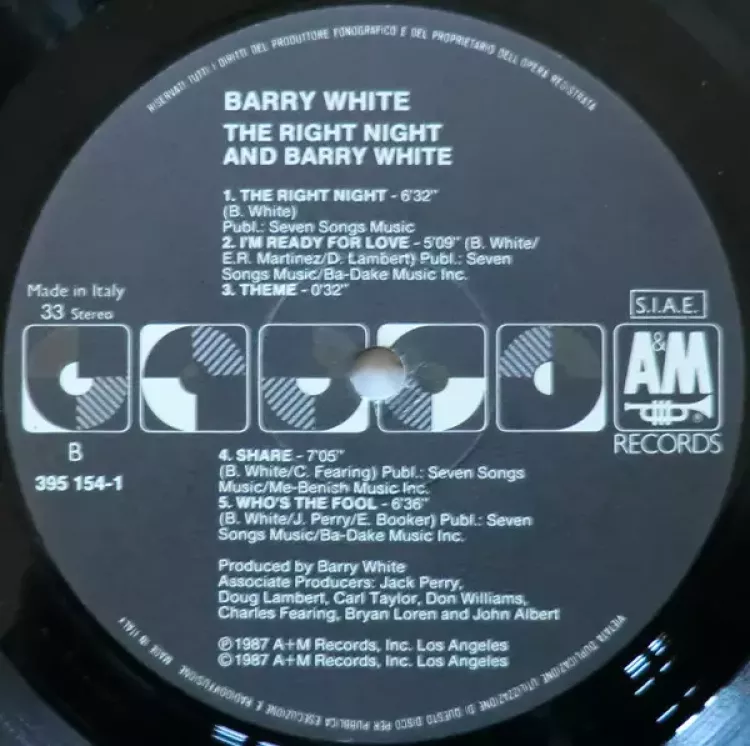 RISERVATI TUTTI I DIRITTI DEL PRODUTTORE FONOGRAFICO E DEL PROPRIETARIO DELL'OPERA REGISTRATA
BARRY WHITE
THE RIGHT NIGHT
AND BARRY WHITE
1. THE RIGHT NIGHT - 6'32"
(B. White)
Publ.: Seven Songs Music
2. I'M READY FOR LOVE - 5'09" (B. White/
E.R. Martinez/D. Lambert) Publ.: Seven
Songs Music/Ba-Dake Music Inc.
3. THEME - 0'32"
Made in Italy
33 Stereo
S.I.A.E.
A&M
RECORDS
B
395 154-1
4. SHARE - 7'05"
(B. White/C. Fearing) Publ.: Seven Songs
Music/Me-Benish Music Inc.
5. WHO'S THE FOOL - 6'36"
(B. White/J. Perry/E. Booker) Publ.: Seven
Songs Music/Ba-Dake Music Inc.
Produced by Barry White
Associate Producers: Jack Perry,
Doug Lambert, Carl Taylor, Don Williams,
Charles Fearing, Bryan Loren and John Albert
℗1987 A+M Records, Inc. Los Angeles
©1987 A+M Records, Inc. Los Angeles
VIETATA DUPLICAZIONE UTILIZZAZIONE DI QUESTO DISCO PER PUBBLICA ESECUZIONE E RADIODIFFUSIONE. MADE IN ITALY